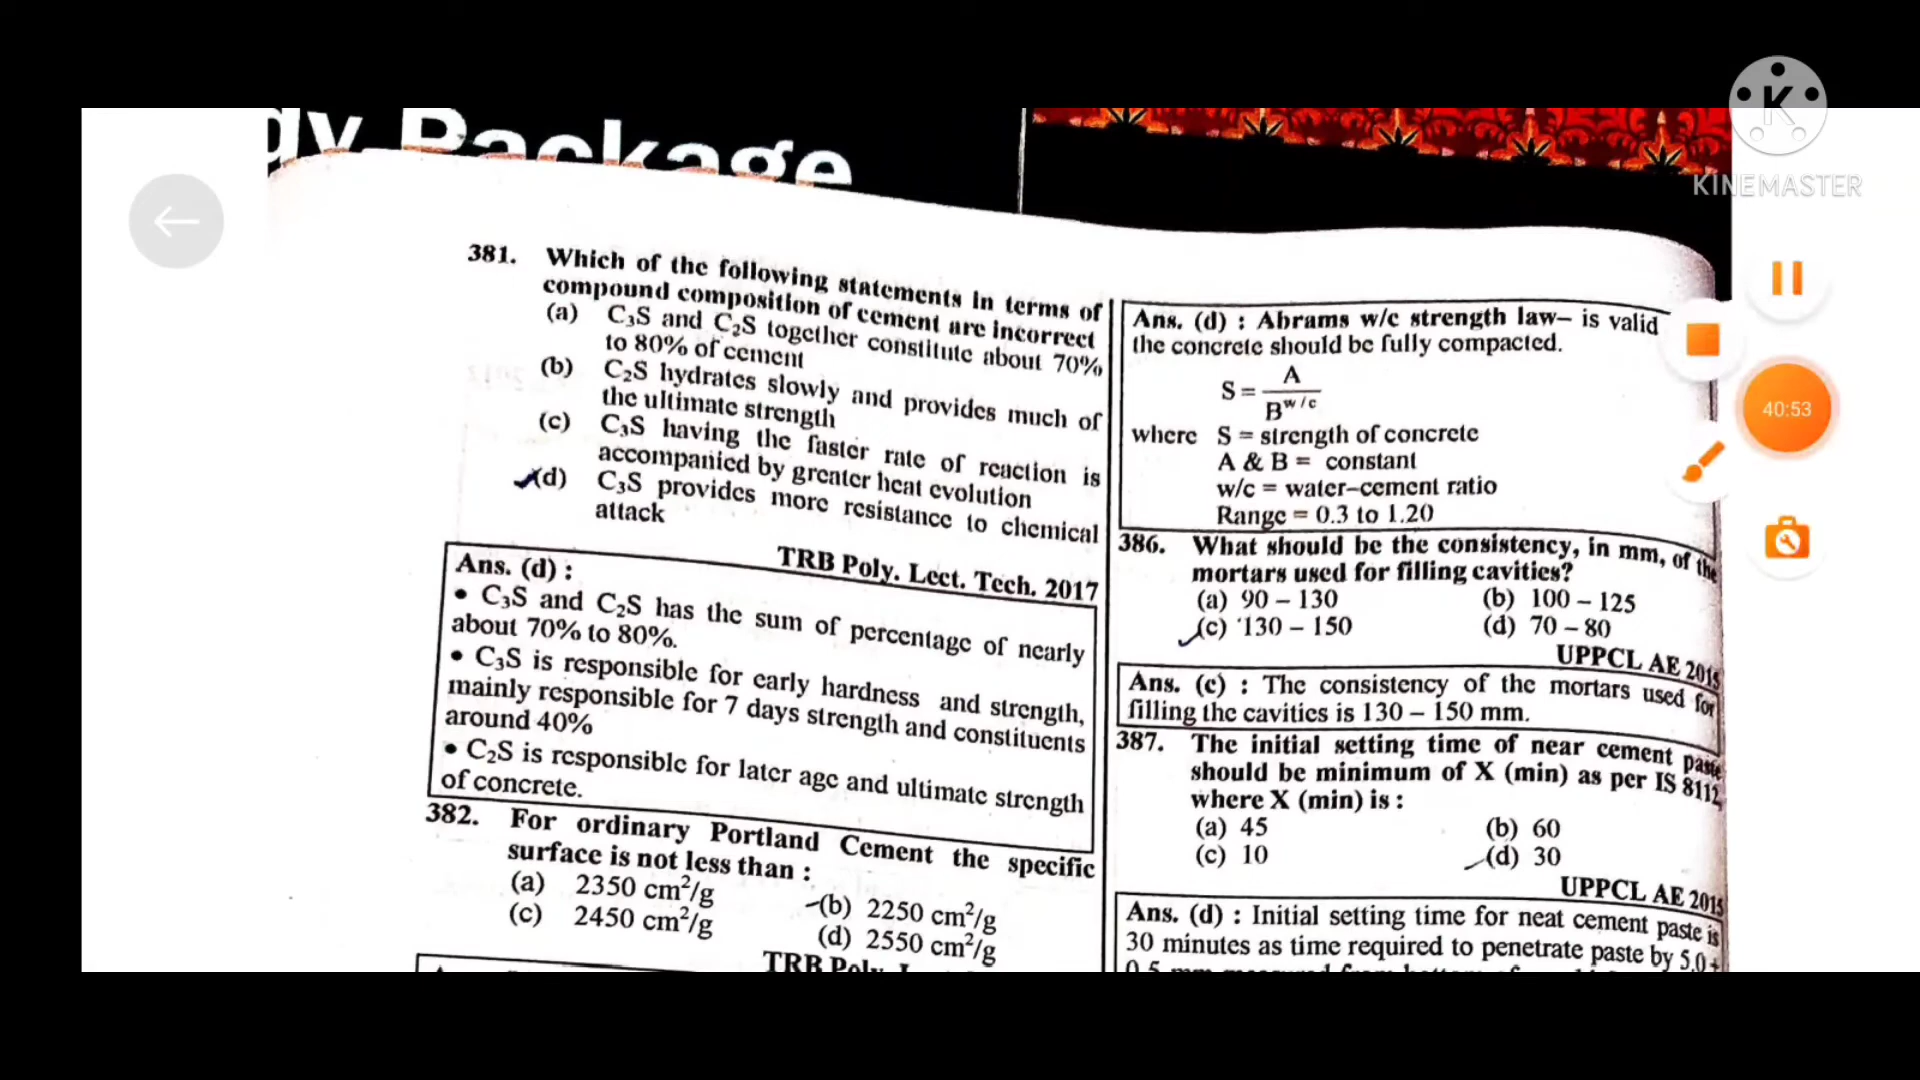 gy Package
KINEMASTER
40:53
381. Which of the following statements in terms of
compound composition of cement are incorrect
(a) C₃S and C₂S together constitute about 70%
to 80% of cement
(b) C₂S hydrates slowly and provides much of
the ultimate strength
(c) C₃S having the faster rate of reaction is
accompanied by greater heat evolution
(d) C₃S provides more resistance to chemical
attack
TRB Poly. Lect. Tech. 2017
Ans. (d) :
• C₃S and C₂S has the sum of percentage of nearly
about 70% to 80%.
• C₃S is responsible for early hardness and strength,
mainly responsible for 7 days strength and constituents
around 40%
• C₂S is responsible for later age and ultimate strength
of concrete.
382. For ordinary Portland Cement the specific
surface is not less than :
(a) 2350 cm²/g
(b) 2250 cm²/g
(c) 2450 cm²/g
(d) 2550 cm²/g
TRB Poly.
Ans. (d) : Abrams w/c strength law– is valid
the concrete should be fully compacted.
S = A / B^w/c
where S = strength of concrete
A & B = constant
w/c = water–cement ratio
Range = 0.3 to 1.20
386. What should be the consistency, in mm, of the
mortars used for filling cavities?
(a) 90 – 130 (b) 100 – 125
(c) 130 – 150 (d) 70 – 80
UPPCL AE 2015
Ans. (c) : The consistency of the mortars used for
filling the cavities is 130 – 150 mm.
387. The initial setting time of near cement paste
should be minimum of X (min) as per IS 8112,
where X (min) is :
(a) 45 (b) 60
(c) 10 (d) 30
UPPCL AE 2015
Ans. (d) : Initial setting time for neat cement paste is
30 minutes as time required to penetrate paste by 5.0+